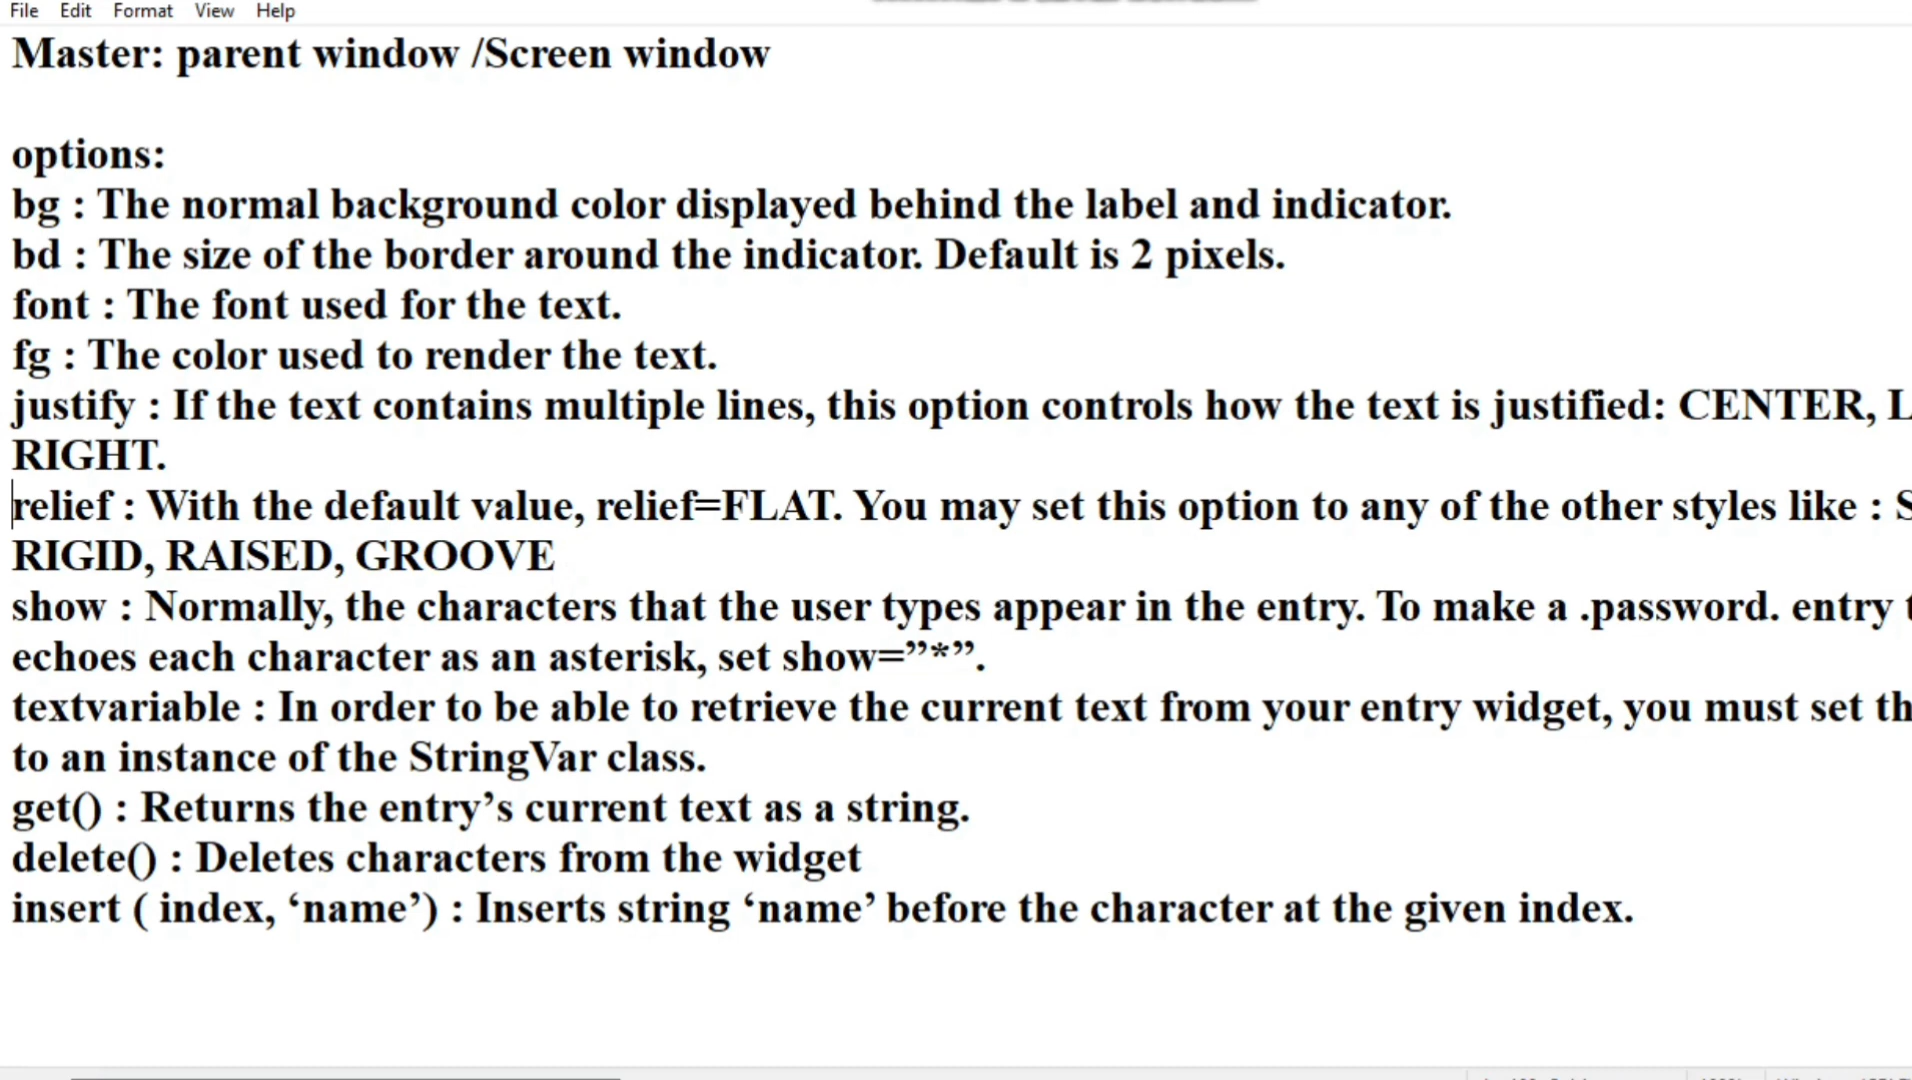 File Edit Format View Help
Master: parent window /Screen window
options:
bg : The normal background color displayed behind the label and indicator.
bd : The size of the border around the indicator. Default is 2 pixels.
font : The font used for the text.
fg : The color used to render the text.
justify : If the text contains multiple lines, this option controls how the text is justified: CENTER, L
RIGHT.
relief : With the default value, relief=FLAT. You may set this option to any of the other styles like : S
RIGID, RAISED, GROOVE
show : Normally, the characters that the user types appear in the entry. To make a .password. entry t
echoes each character as an asterisk, set show=”*”.
textvariable : In order to be able to retrieve the current text from your entry widget, you must set th
to an instance of the StringVar class.
get() : Returns the entry’s current text as a string.
delete() : Deletes characters from the widget
insert ( index, ‘name’) : Inserts string ‘name’ before the character at the given index.